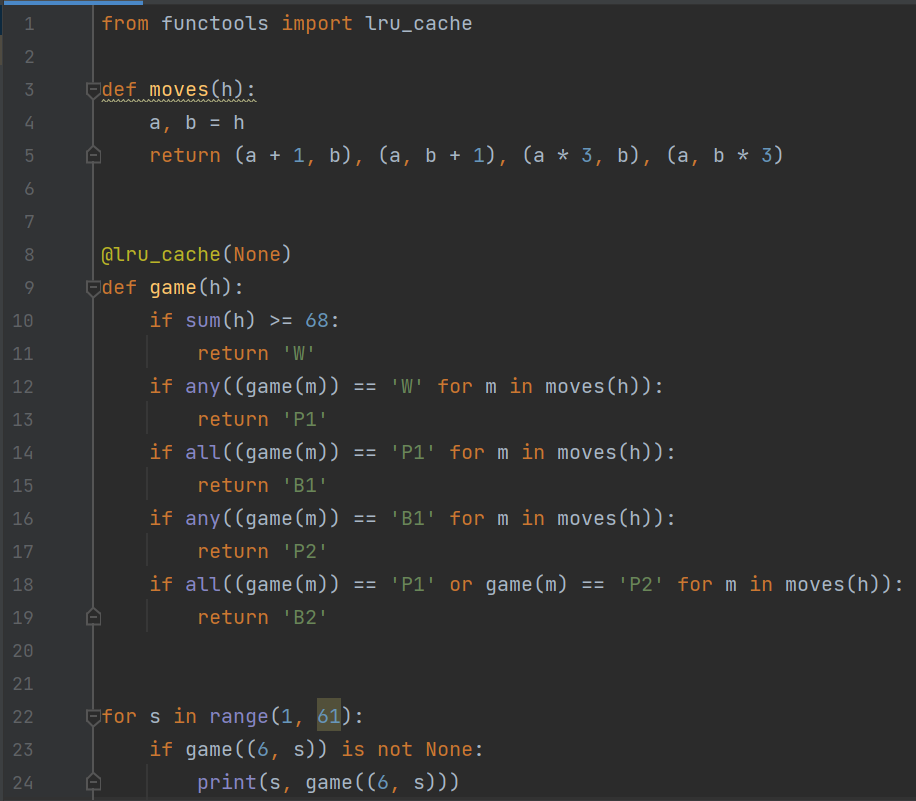 1 from functools import lru_cache
2
3 def moves(h):
4     a, b = h
5     return (a + 1, b), (a, b + 1), (a * 3, b), (a, b * 3)
6
7
8 @lru_cache(None)
9 def game(h):
10     if sum(h) >= 68:
11         return 'W'
12     if any((game(m)) == 'W' for m in moves(h)):
13         return 'P1'
14     if all((game(m)) == 'P1' for m in moves(h)):
15         return 'B1'
16     if any((game(m)) == 'B1' for m in moves(h)):
17         return 'P2'
18     if all((game(m)) == 'P1' or game(m) == 'P2' for m in moves(h)):
19         return 'B2'
20
21
22 for s in range(1, 61):
23     if game((6, s)) is not None:
24         print(s, game((6, s)))